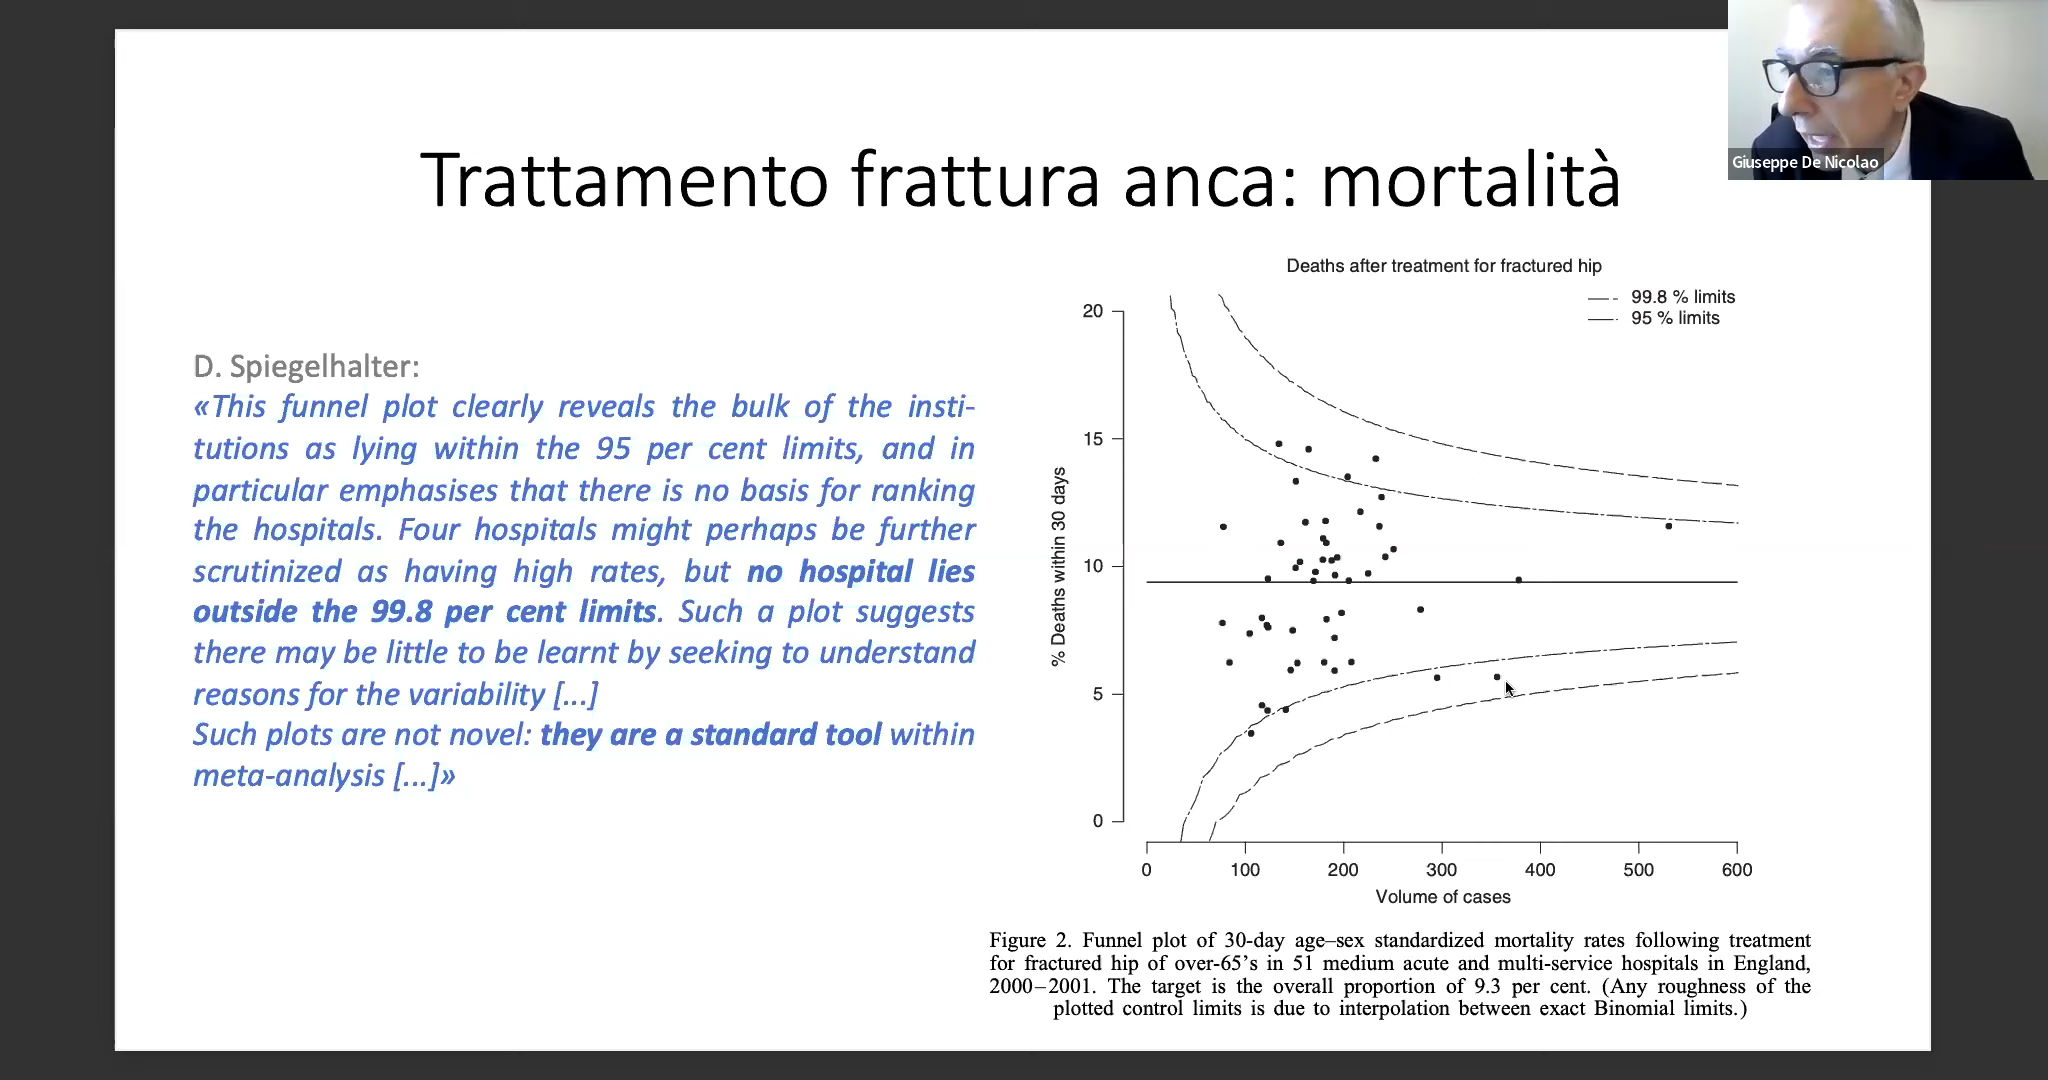 Giuseppe De Nicolao
Trattamento frattura anca: mortalità
D. Spiegelhalter:
«This funnel plot clearly reveals the bulk of the insti-
tutions as lying within the 95 per cent limits, and in
particular emphasises that there is no basis for ranking
the hospitals. Four hospitals might perhaps be further
scrutinized as having high rates, but no hospital lies
outside the 99.8 per cent limits. Such a plot suggests
there may be little to be learnt by seeking to understand
reasons for the variability [...]
Such plots are not novel: they are a standard tool within
meta-analysis [...]»
Deaths after treatment for fractured hip
99.8 % limits
95 % limits
% Deaths within 30 days
20
15
10
5
0
0 100 200 300 400 500 600
Volume of cases
Figure 2. Funnel plot of 30-day age–sex standardized mortality rates following treatment
for fractured hip of over-65's in 51 medium acute and multi-service hospitals in England,
2000–2001. The target is the overall proportion of 9.3 per cent. (Any roughness of the
plotted control limits is due to interpolation between exact Binomial limits.)